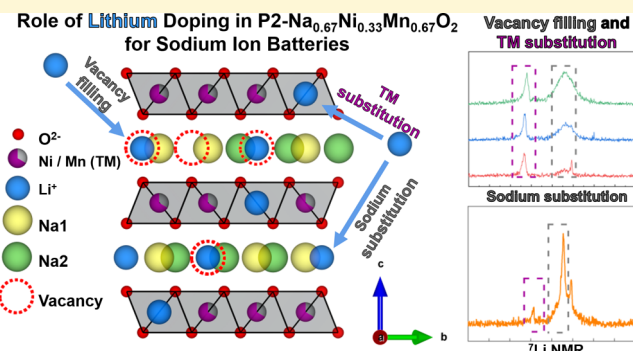 Role of Lithium Doping in P2-Na0.67Ni0.33Mn0.67O2
for Sodium Ion Batteries
Vacancy filling and
TM substitution
Vacancy
filling
TM
substitution
O2-
Ni / Mn (TM)
Li+
Na1
Na2
Vacancy
Sodium
substitution
c
a
b
Sodium substitution
7Li NMR